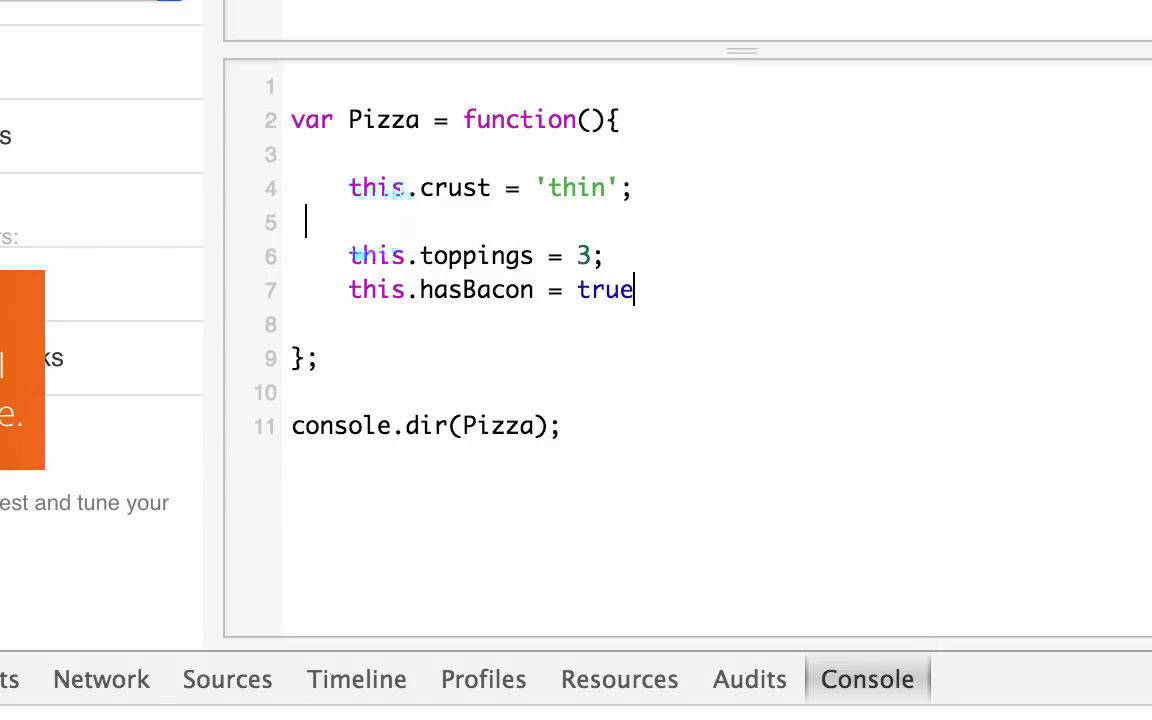 s
1
2 var Pizza = function(){
3
4 this.crust = 'thin';
5
rs:
6 this.toppings = 3;
7 this.hasBacon = true
8
9 };
ks
10
e.
11 console.dir(Pizza);
est and tune your
ts Network Sources Timeline Profiles Resources Audits Console